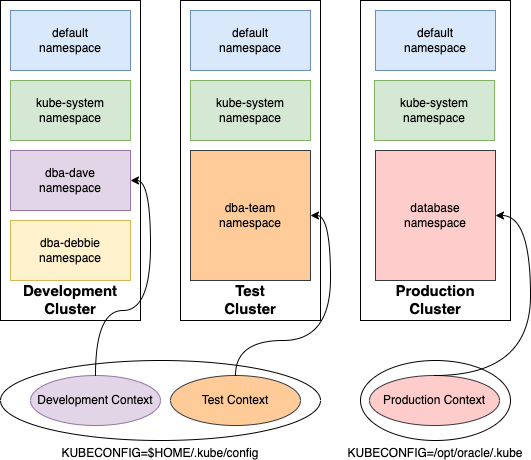 default
namespace
kube-system
namespace
dba-dave
namespace
dba-debbie
namespace
Development
Cluster
default
namespace
kube-system
namespace
dba-team
namespace
Test
Cluster
default
namespace
kube-system
namespace
database
namespace
Production
Cluster
Development Context
Test Context
Production Context
KUBECONFIG=$HOME/.kube/config
KUBECONFIG=/opt/oracle/.kube